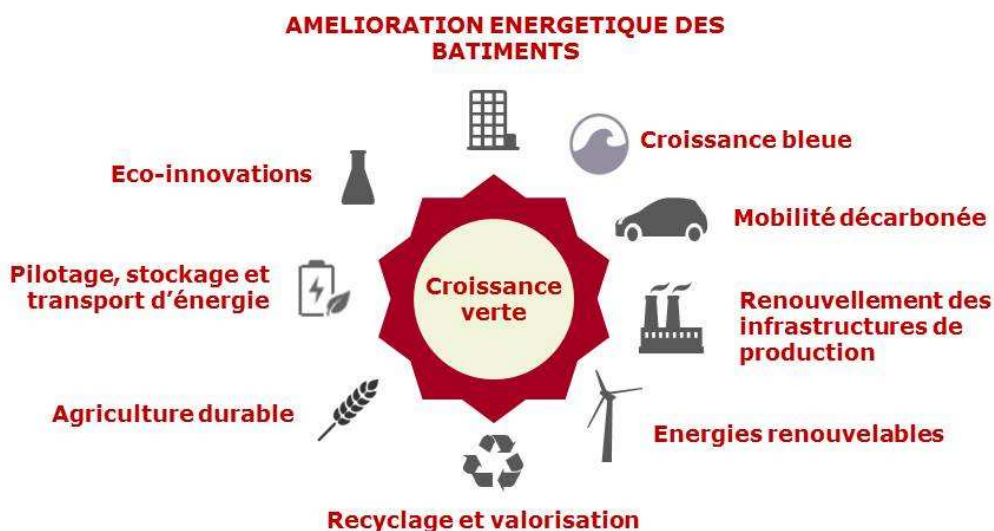 AMELIORATION ENERGETIQUE DES
BATIMENTS
Croissance bleue
Eco-innovations
Mobilité décarbonée
Pilotage, stockage et
transport d’énergie
Croissance
verte
Renouvellement des
infrastructures de
production
Agriculture durable
Energies renouvelables
Recyclage et valorisation